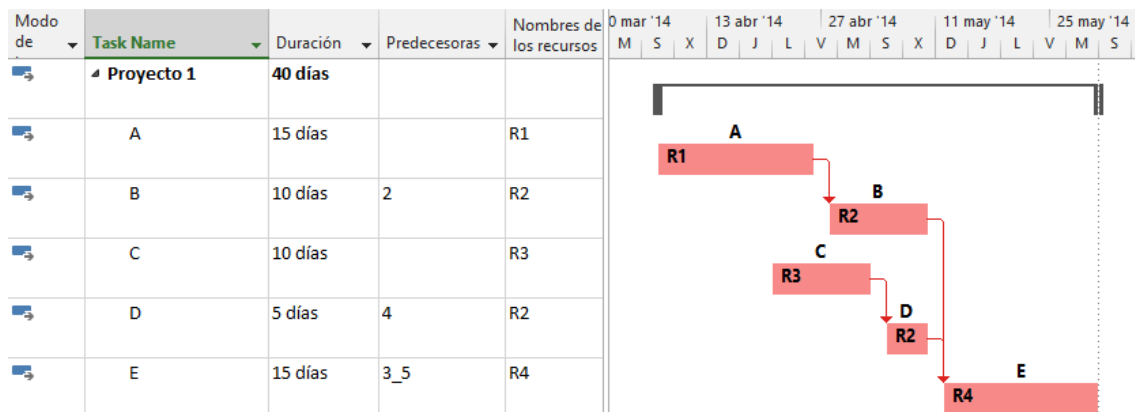 Modo de
Task Name
Duración
Predecesoras
Nombres de los recursos
0 mar '14
13 abr '14
27 abr '14
11 may '14
25 may '14
M S X D J L V M S X D J L V M S
Proyecto 1
40 días
A
15 días
R1
A
R1
B
10 días
2
R2
B
R2
C
10 días
R3
C
R3
D
5 días
4
R2
D
R2
E
15 días
3_5
R4
E
R4